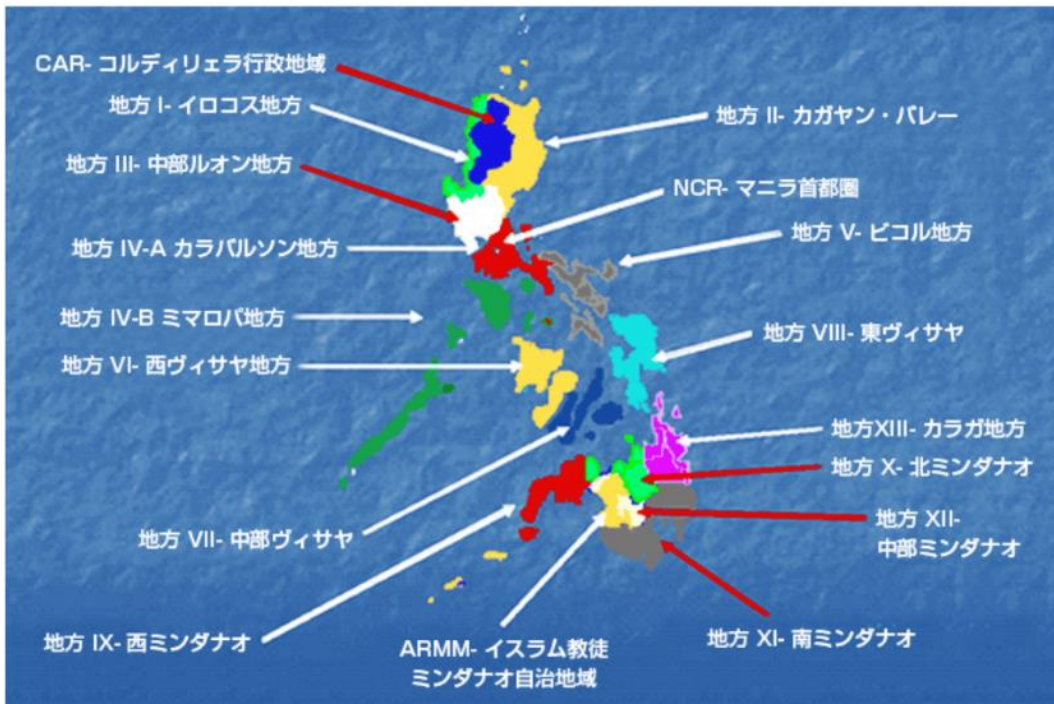 CAR- コルディリェラ行政地域
地方 I- イロコス地方
地方 II- カガヤン・バレー
地方 III- 中部ルオン地方
NCR- マニラ首都圏
地方 IV-A カラバルソン地方
地方 V- ビコル地方
地方 IV-B ミマロパ地方
地方 VIII- 東ヴィサヤ
地方 VI- 西ヴィサヤ地方
地方XIII- カラガ地方
地方 X- 北ミンダナオ
地方 VII- 中部ヴィサヤ
地方 XII-
中部ミンダナオ
地方 IX- 西ミンダナオ
ARMM- イスラム教徒
ミンダナオ自治地域
地方 XI- 南ミンダナオ